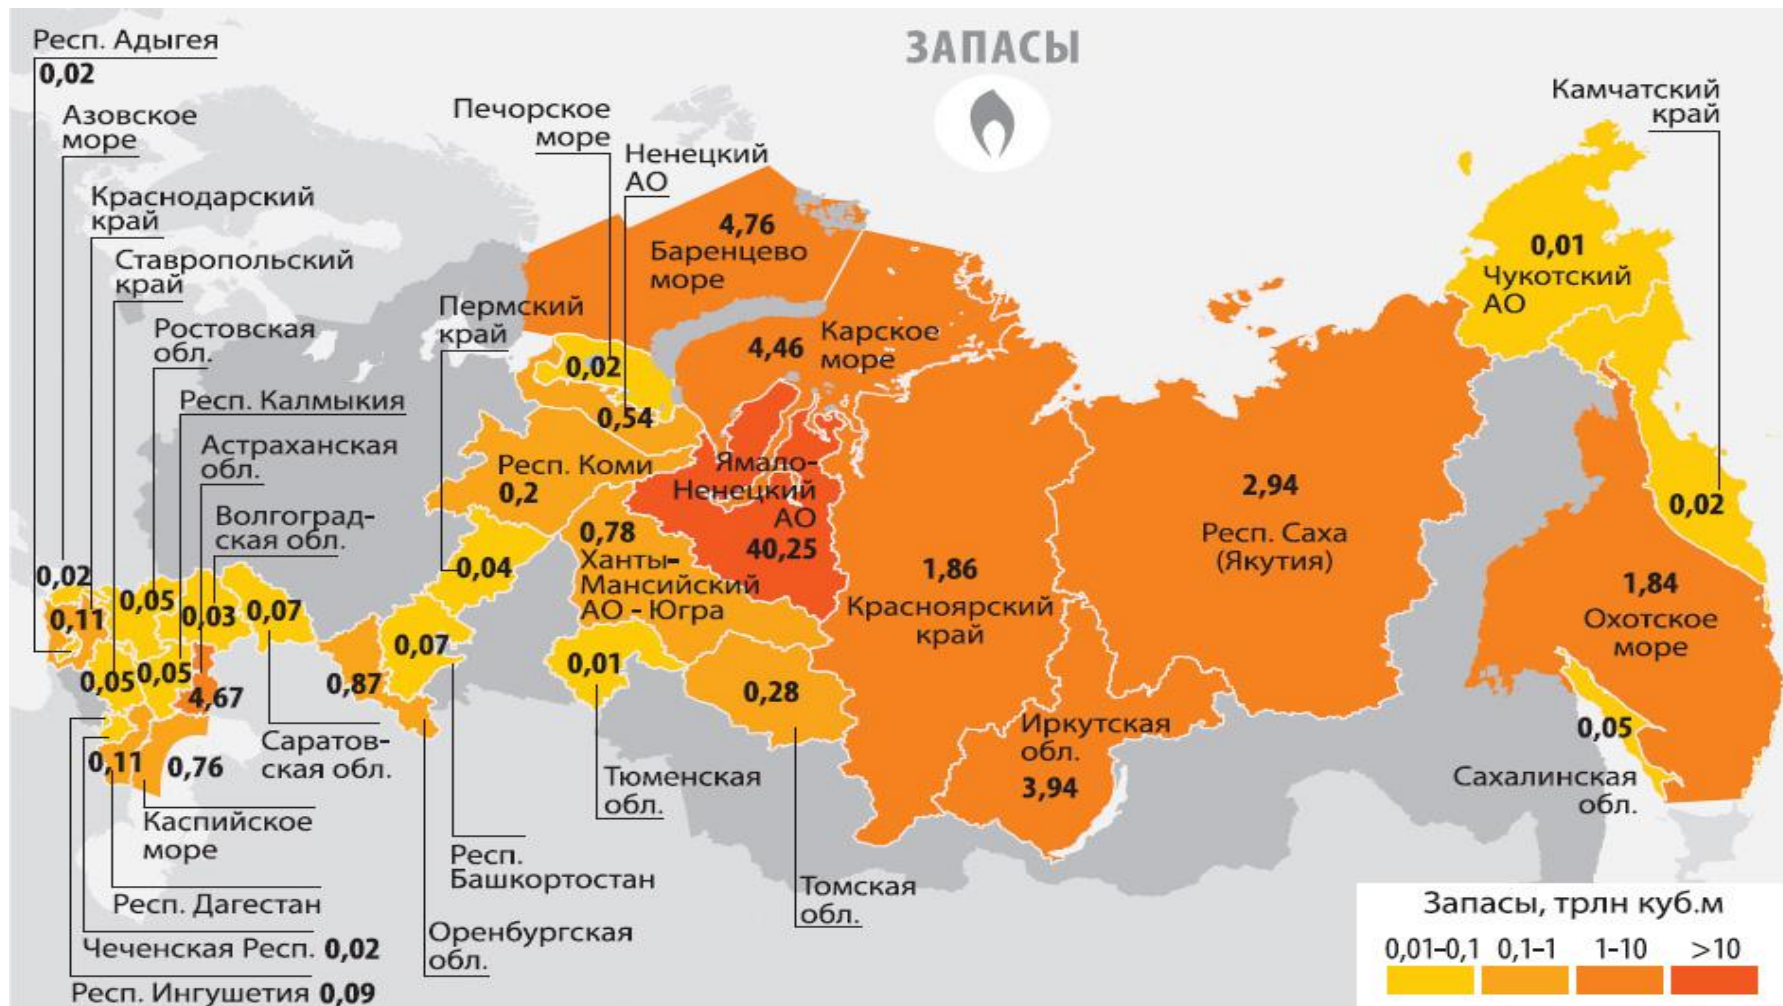 ЗАПАСЫ
Респ. Адыгея
0,02
Азовское
море
Краснодарский
край
Ставропольский
край
Ростовская
обл.
Респ. Калмыкия
Астраханская
обл.
Волгоград-
ская обл.
Печорское
море
Ненецкий
АО
Пермский
край
4,76
Баренцево
море
4,46
Карское
море
0,02
0,54
Респ. Коми
0,2
Ямало-
Ненецкий
АО
40,25
0,78
Ханты-
Мансийский
АО - Югра
0,04
0,02
0,11
0,05
0,03
0,07
0,05
0,05
4,67
0,87
0,07
0,01
0,28
0,11
0,76
1,86
Красноярский
край
2,94
Респ. Саха
(Якутия)
Иркутская
обл.
3,94
Камчатский
край
0,01
Чукотский
АО
0,02
1,84
Охотское
море
0,05
Сахалинская
обл.
Саратов-
ская обл.
Тюменская
обл.
Каспийское
море
Респ.
Башкортостан
Томская
обл.
Респ. Дагестан
Оренбургская
обл.
Чеченская Респ. 0,02
Респ. Ингушетия 0,09
Запасы, трлн куб.м
0,01–0,1 0,1–1 1–10 >10